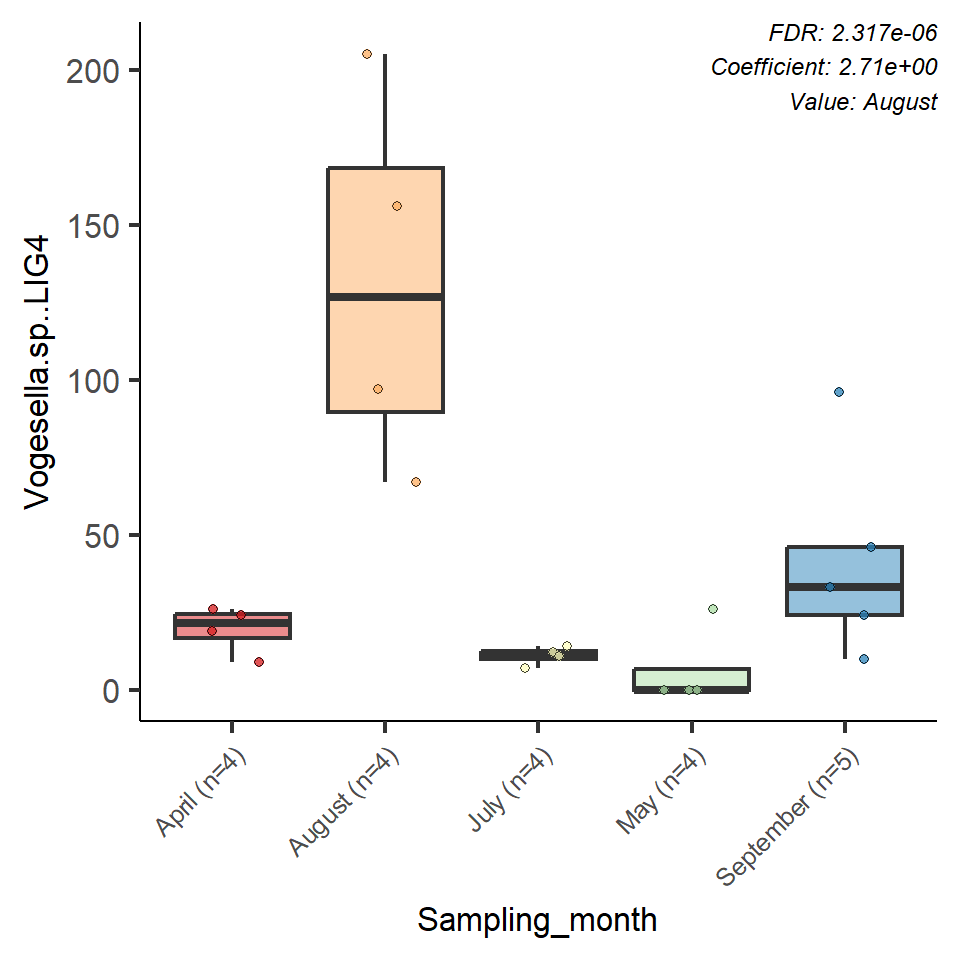 FDR: 2.317e-06
Coefficient: 2.71e+00
Value: August
Vogesella.sp..LIG4
200
150
100
50
0
April (n=4)
August (n=4)
July (n=4)
May (n=4)
September (n=5)
Sampling_month